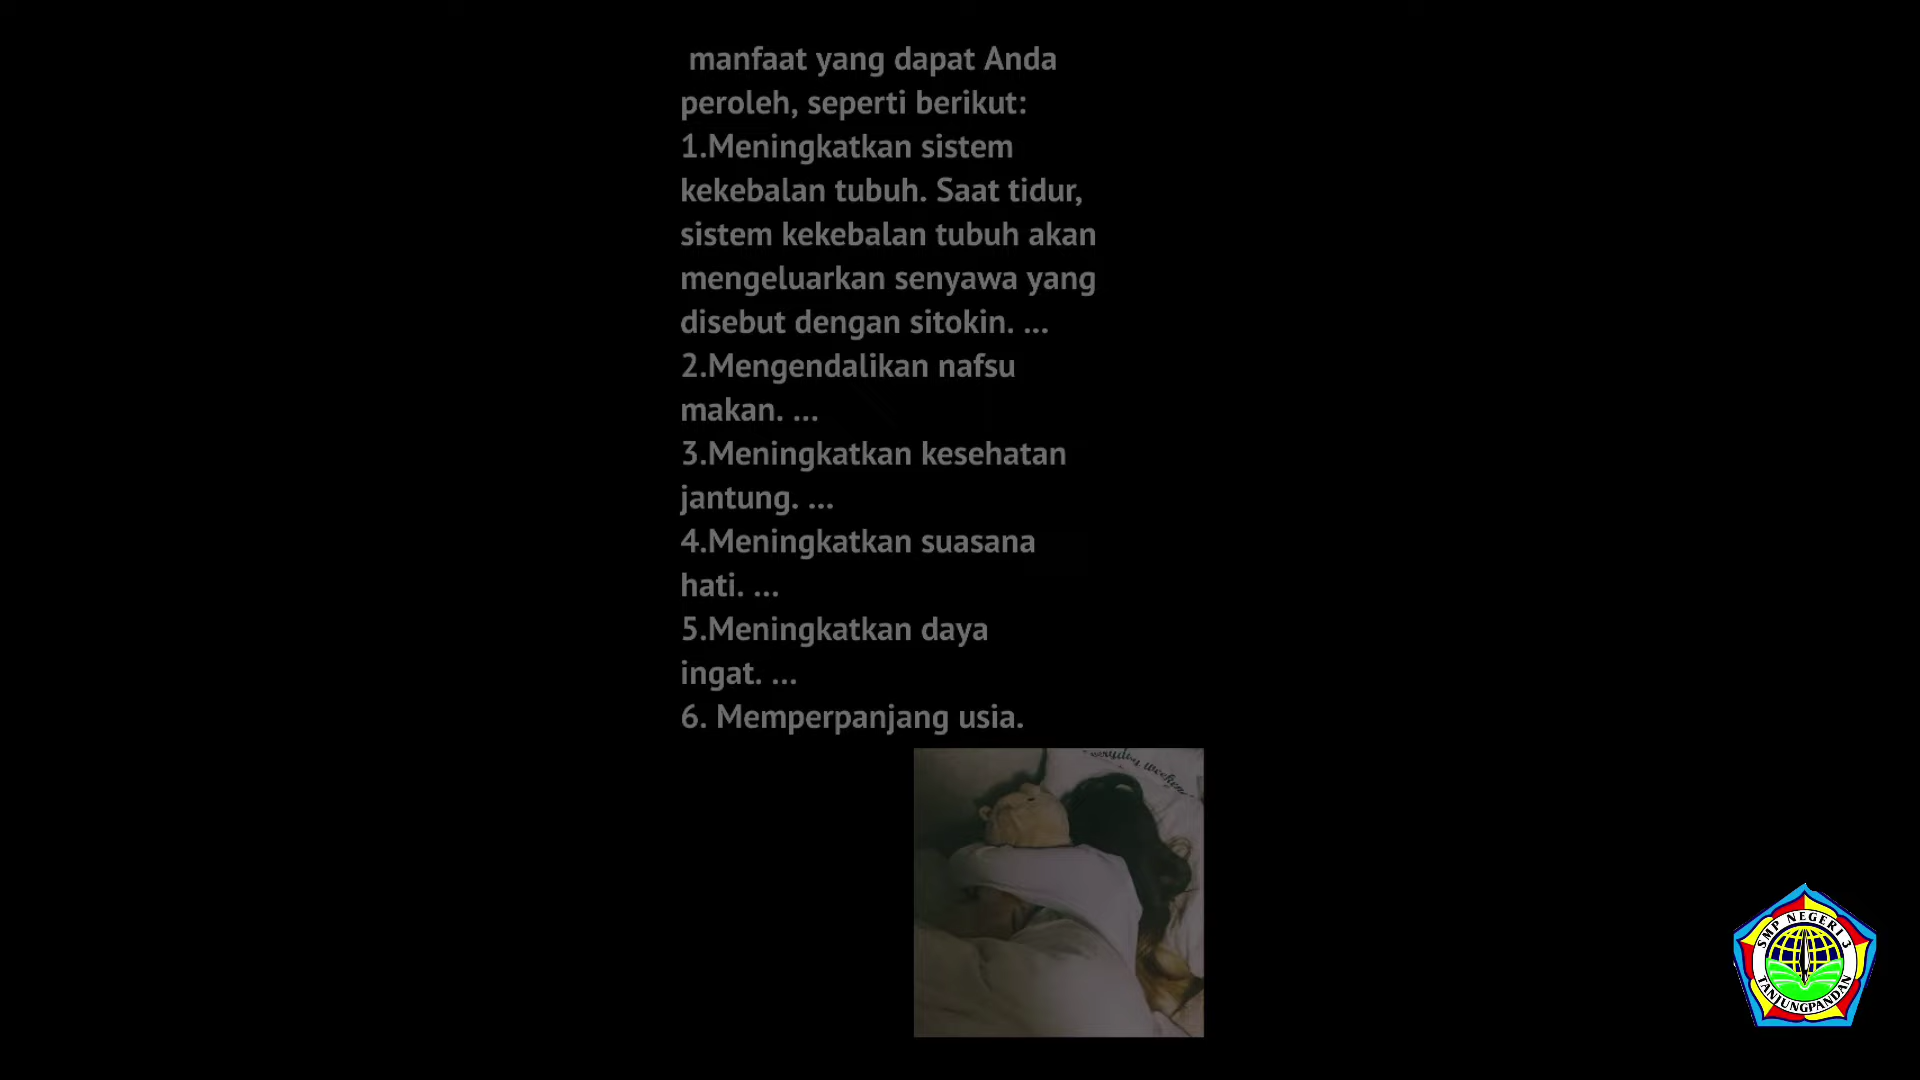 manfaat yang dapat Anda
peroleh, seperti berikut:
1.Meningkatkan sistem
kekebalan tubuh. Saat tidur,
sistem kekebalan tubuh akan
mengeluarkan senyawa yang
disebut dengan sitokin. ...
2.Mengendalikan nafsu
makan. ...
3.Meningkatkan kesehatan
jantung. ...
4.Meningkatkan suasana
hati. ...
5.Meningkatkan daya
ingat. ...
6. Memperpanjang usia.
SMP NEGERI 3
TANJUNGPANDAN